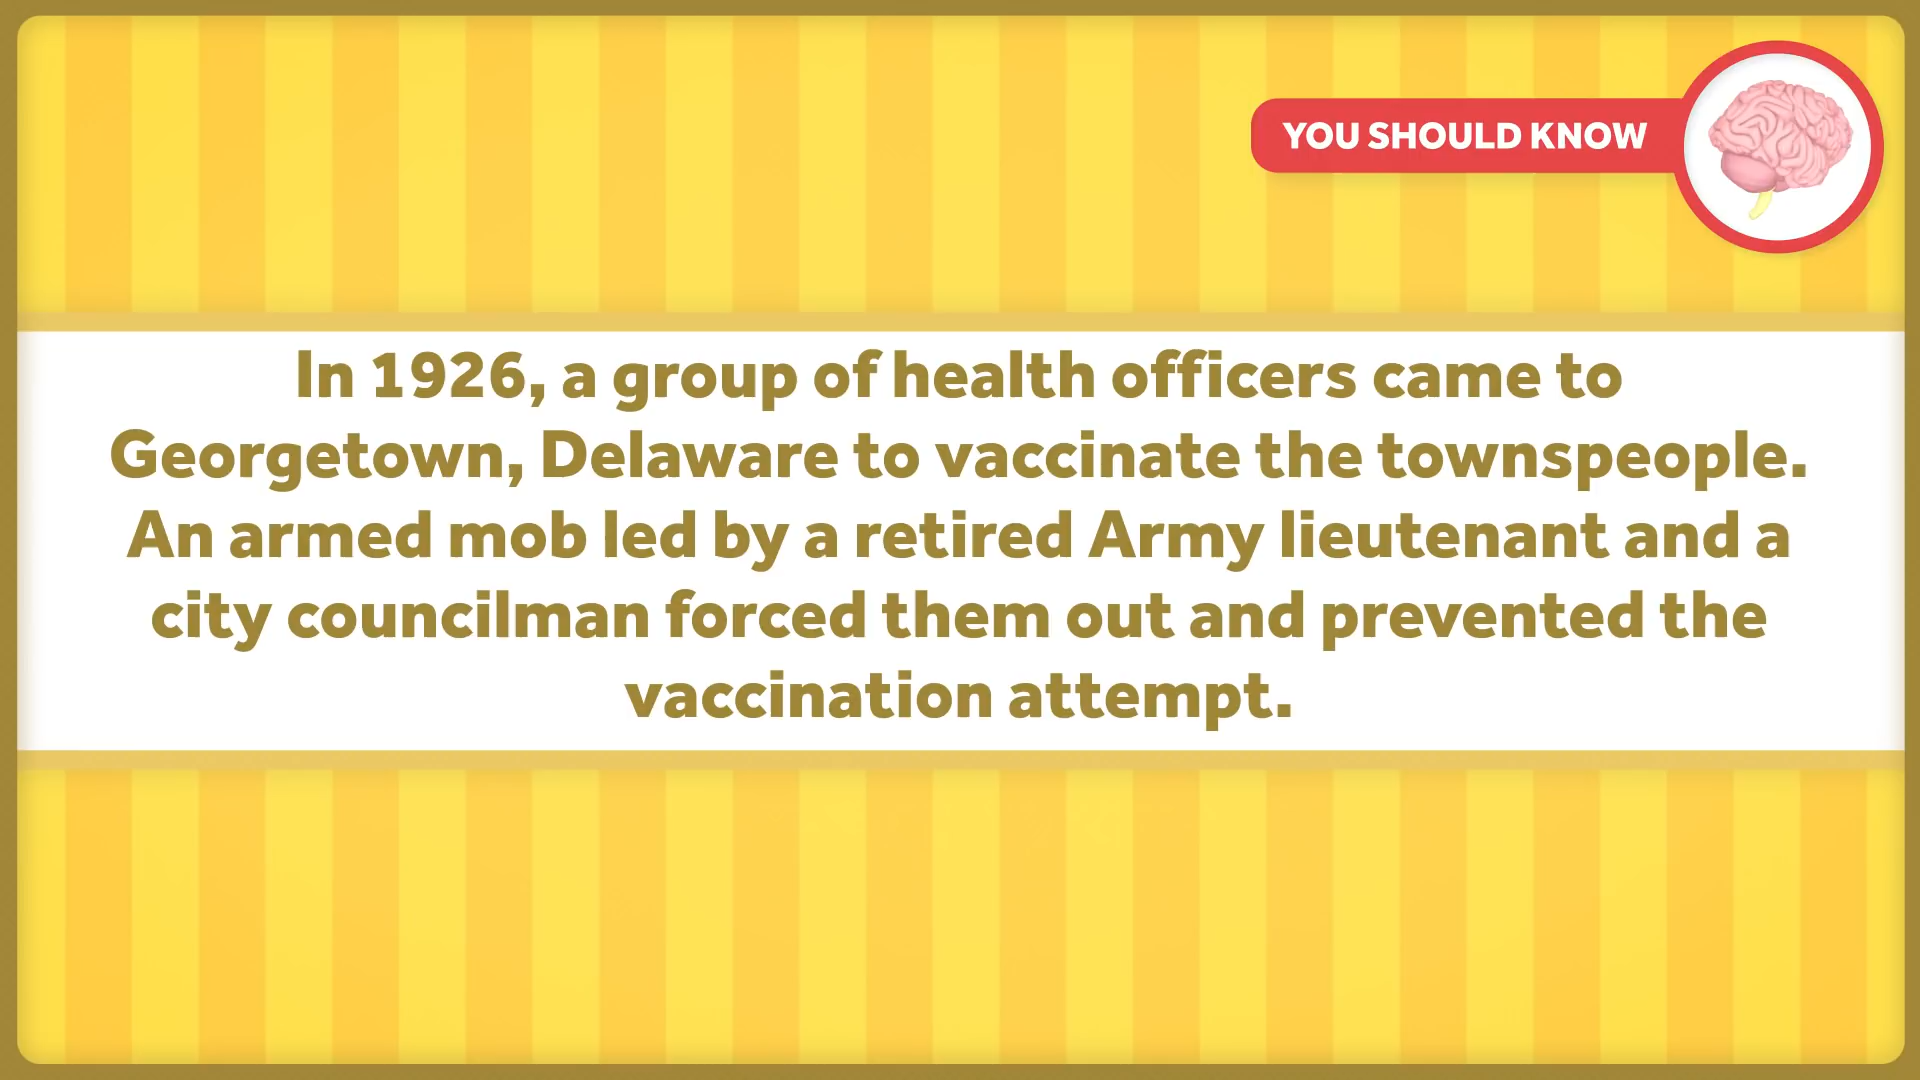 YOU SHOULD KNOW
In 1926, a group of health officers came to
Georgetown, Delaware to vaccinate the townspeople.
An armed mob led by a retired Army lieutenant and a
city councilman forced them out and prevented the
vaccination attempt.